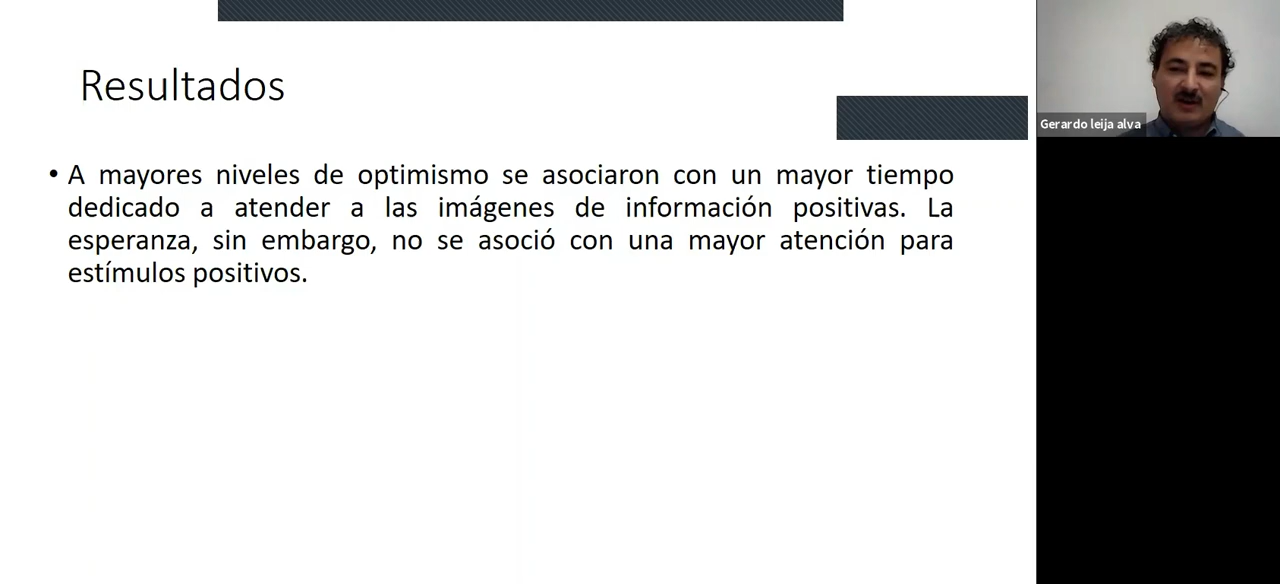 Resultados
Gerardo leija alva
• A mayores niveles de optimismo se asociaron con un mayor tiempo
dedicado a atender a las imágenes de información positivas. La
esperanza, sin embargo, no se asoció con una mayor atención para
estímulos positivos.